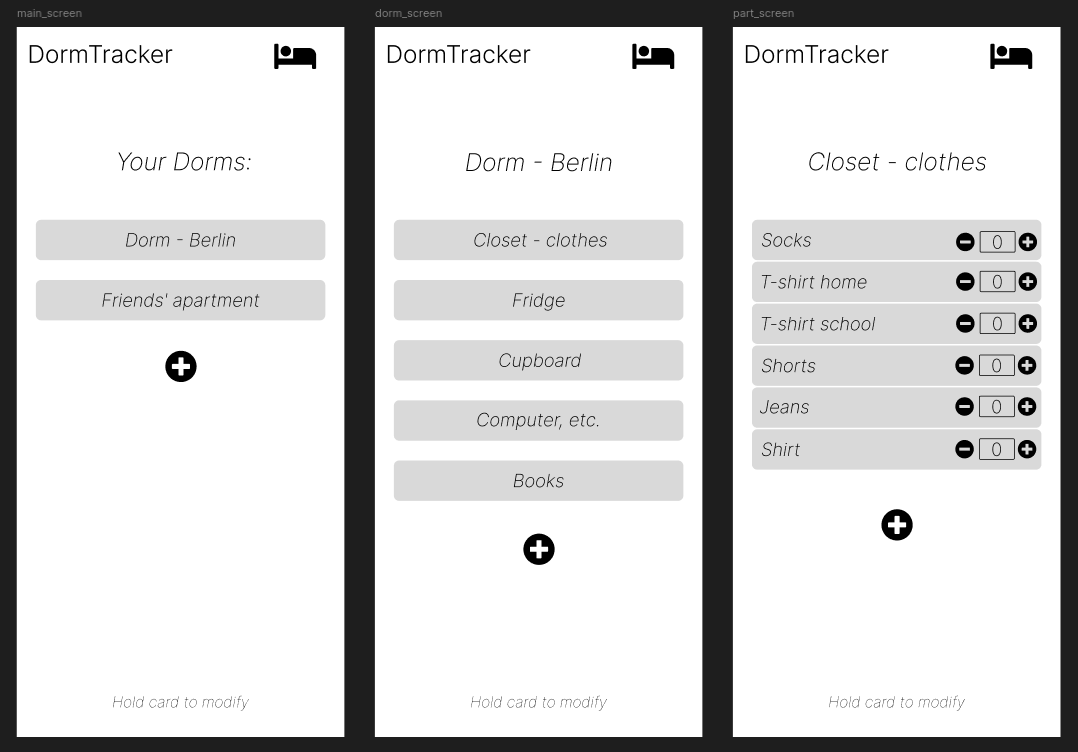 main_screen
DormTracker
Your Dorms:
Dorm - Berlin
Friends' apartment
Hold card to modify
dorm_screen
DormTracker
Dorm - Berlin
Closet - clothes
Fridge
Cupboard
Computer, etc.
Books
Hold card to modify
part_screen
DormTracker
Closet - clothes
Socks 0
T-shirt home 0
T-shirt school 0
Shorts 0
Jeans 0
Shirt 0
Hold card to modify